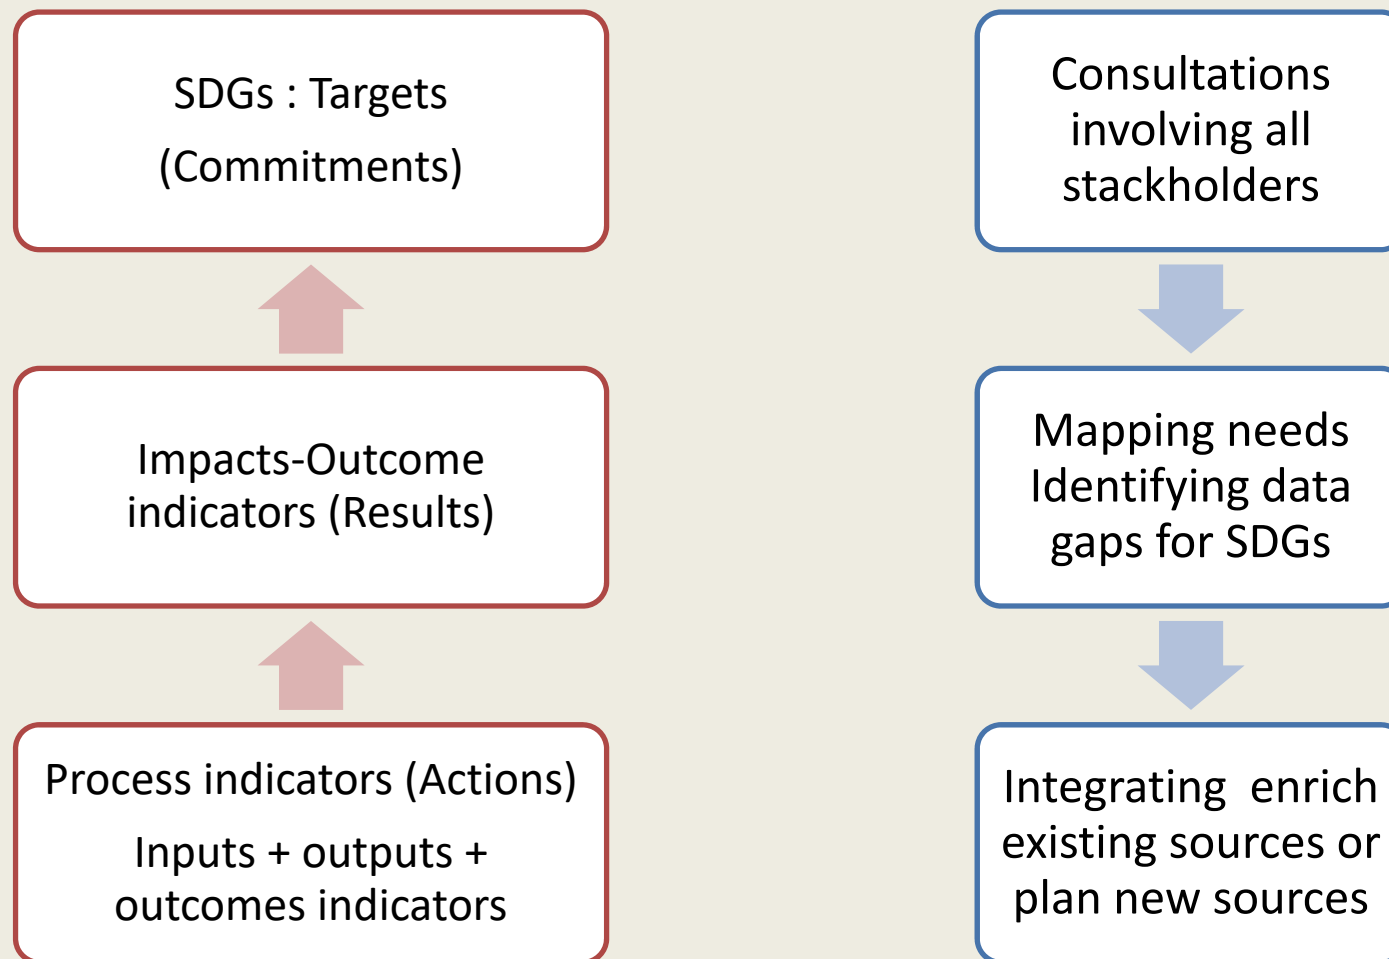 SDGs : Targets
(Commitments)
Impacts-Outcome
indicators (Results)
Process indicators (Actions)
Inputs + outputs +
outcomes indicators
Consultations
involving all
stackholders
Mapping needs
Identifying data
gaps for SDGs
Integrating  enrich
existing sources or
plan new sources